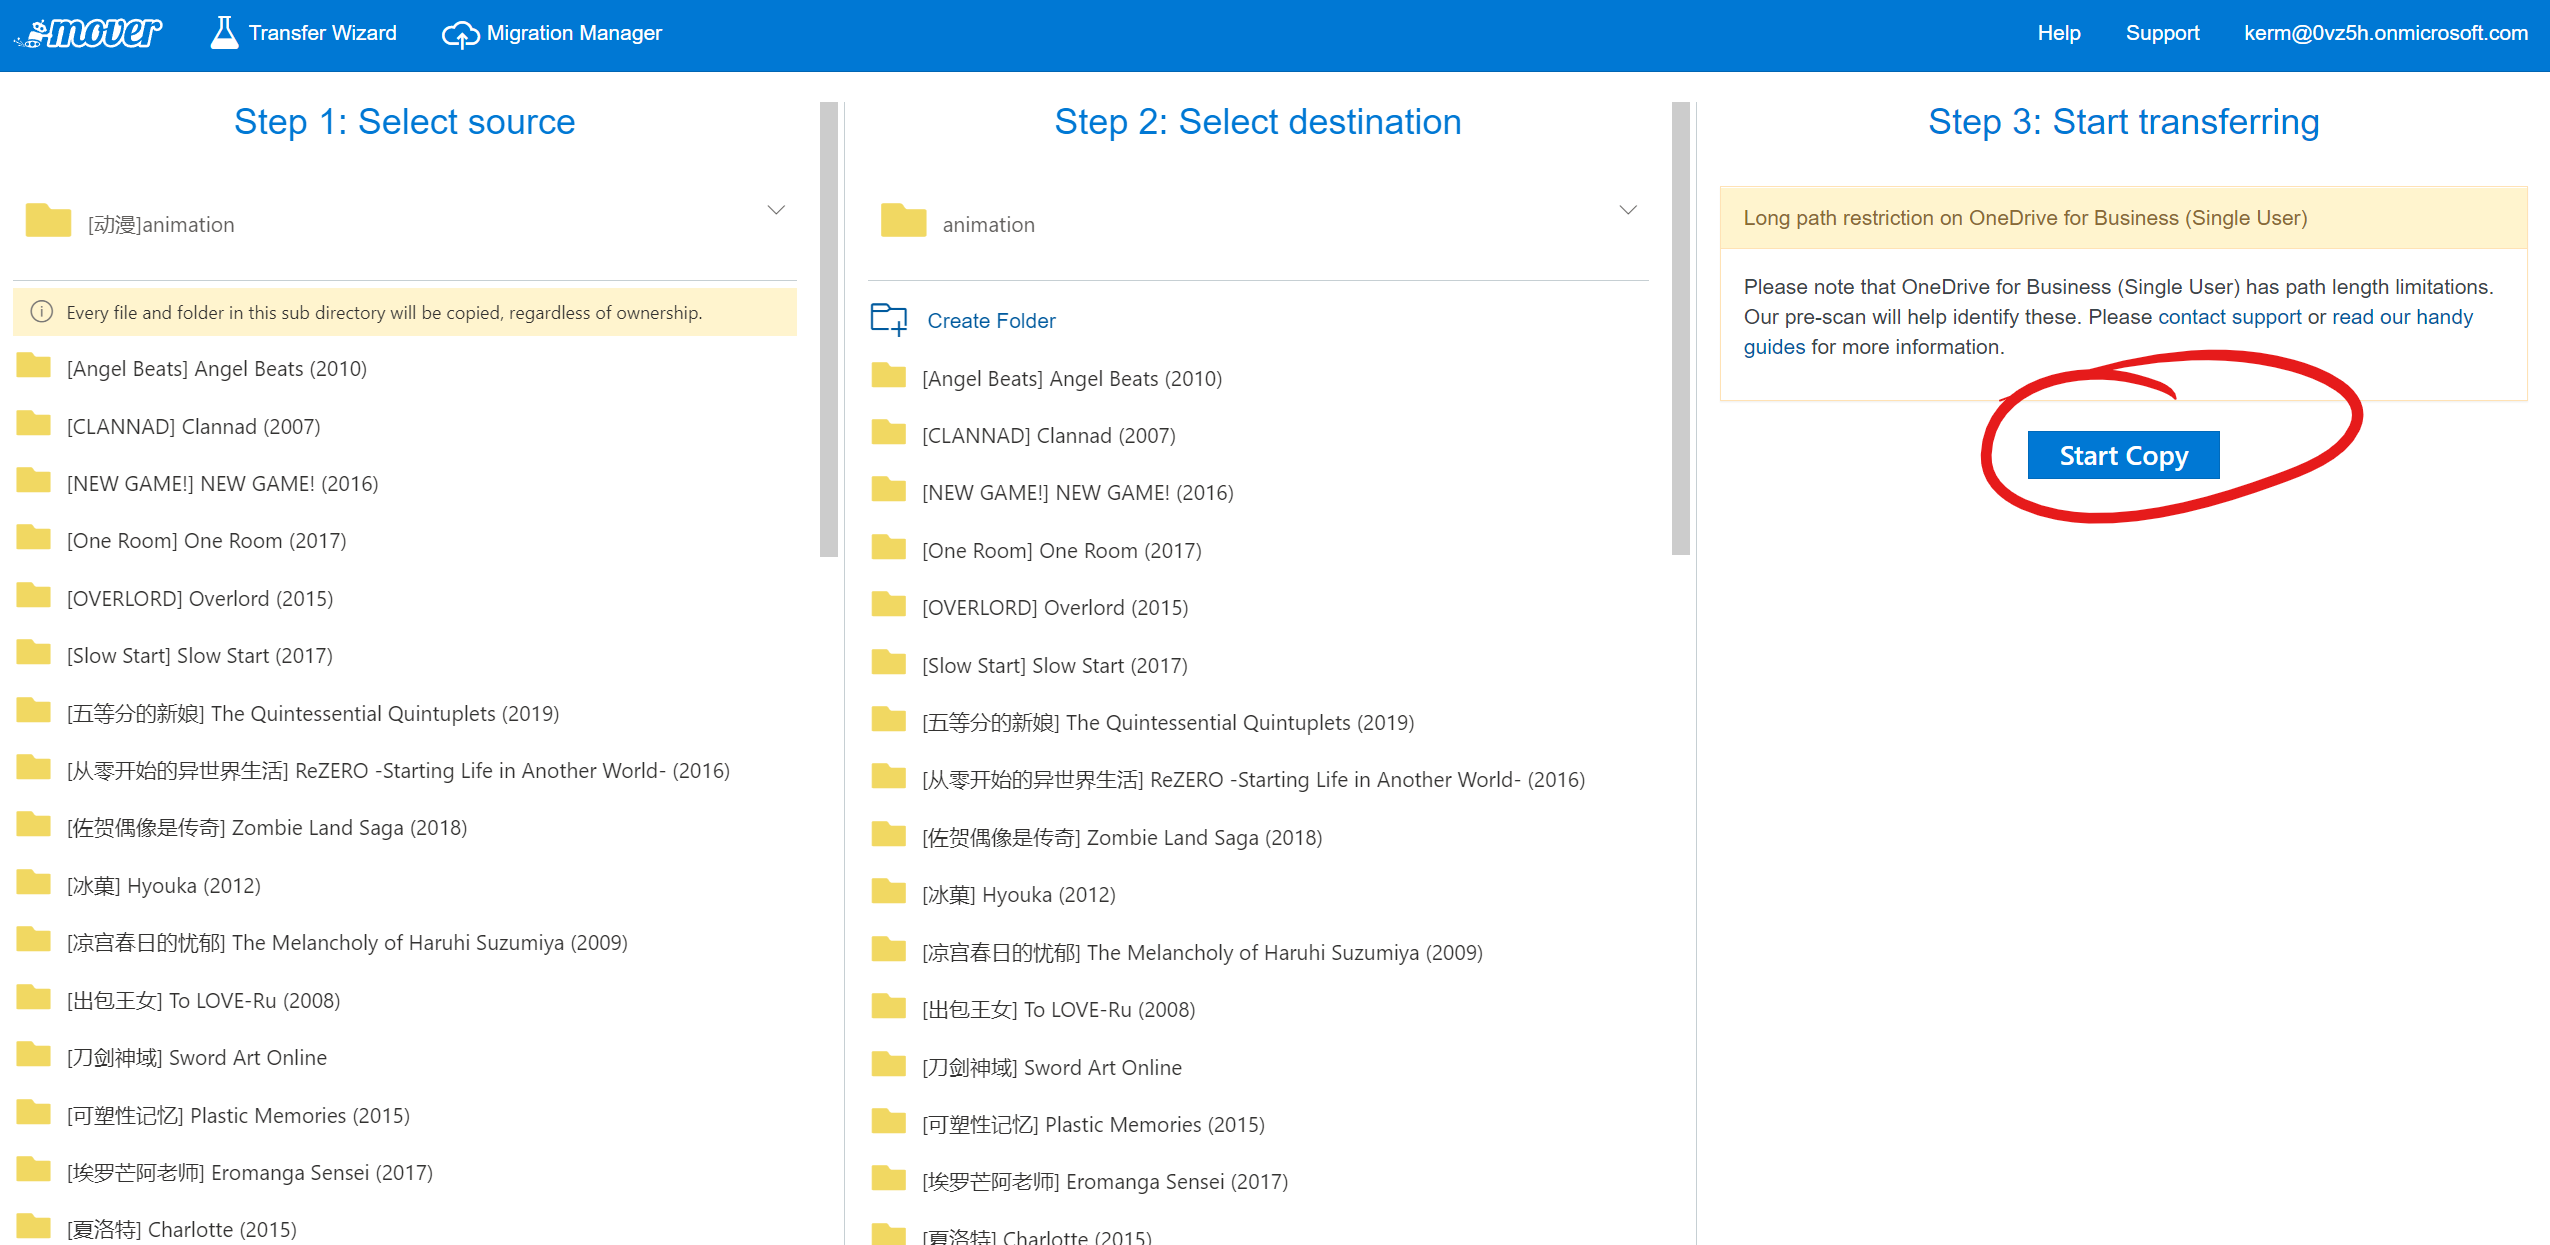 mover
Transfer Wizard
Migration Manager
Help
Support
kerm@0vz5h.onmicrosoft.com
Step 1: Select source
[动漫]animation
Every file and folder in this sub directory will be copied, regardless of ownership.
[Angel Beats] Angel Beats (2010)
[CLANNAD] Clannad (2007)
[NEW GAME!] NEW GAME! (2016)
[One Room] One Room (2017)
[OVERLORD] Overlord (2015)
[Slow Start] Slow Start (2017)
[五等分的新娘] The Quintessential Quintuplets (2019)
[从零开始的异世界生活] ReZERO -Starting Life in Another World- (2016)
[佐贺偶像是传奇] Zombie Land Saga (2018)
[冰菓] Hyouka (2012)
[凉宫春日的忧郁] The Melancholy of Haruhi Suzumiya (2009)
[出包王女] To LOVE-Ru (2008)
[刀剑神域] Sword Art Online
[可塑性记忆] Plastic Memories (2015)
[埃罗芒阿老师] Eromanga Sensei (2017)
[夏洛特] Charlotte (2015)
Step 2: Select destination
animation
Create Folder
[Angel Beats] Angel Beats (2010)
[CLANNAD] Clannad (2007)
[NEW GAME!] NEW GAME! (2016)
[One Room] One Room (2017)
[OVERLORD] Overlord (2015)
[Slow Start] Slow Start (2017)
[五等分的新娘] The Quintessential Quintuplets (2019)
[从零开始的异世界生活] ReZERO -Starting Life in Another World- (2016)
[佐贺偶像是传奇] Zombie Land Saga (2018)
[冰菓] Hyouka (2012)
[凉宫春日的忧郁] The Melancholy of Haruhi Suzumiya (2009)
[出包王女] To LOVE-Ru (2008)
[刀剑神域] Sword Art Online
[可塑性记忆] Plastic Memories (2015)
[埃罗芒阿老师] Eromanga Sensei (2017)
[夏洛特] Charlotte (2015)
Step 3: Start transferring
Long path restriction on OneDrive for Business (Single User)
Please note that OneDrive for Business (Single User) has path length limitations.
Our pre-scan will help identify these. Please contact support or read our handy
guides for more information.
Start Copy